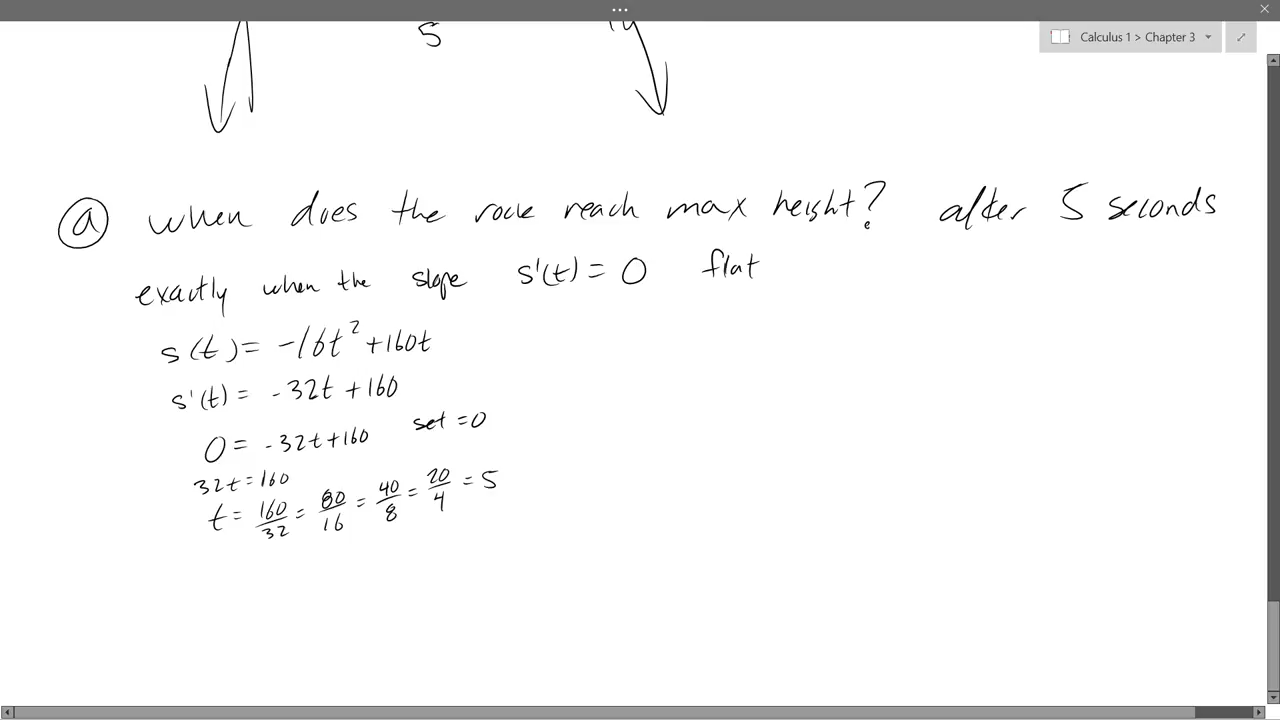 Calculus 1 > Chapter 3
5
a when does the rock reach max height? after 5 seconds
exactly when the slope s'(t) = 0 flat
s(t) = -16t² + 160t
s'(t) = -32t + 160
0 = -32t + 160 set = 0
32t = 160
t = 160/32 = 80/16 = 40/8 = 20/4 = 5